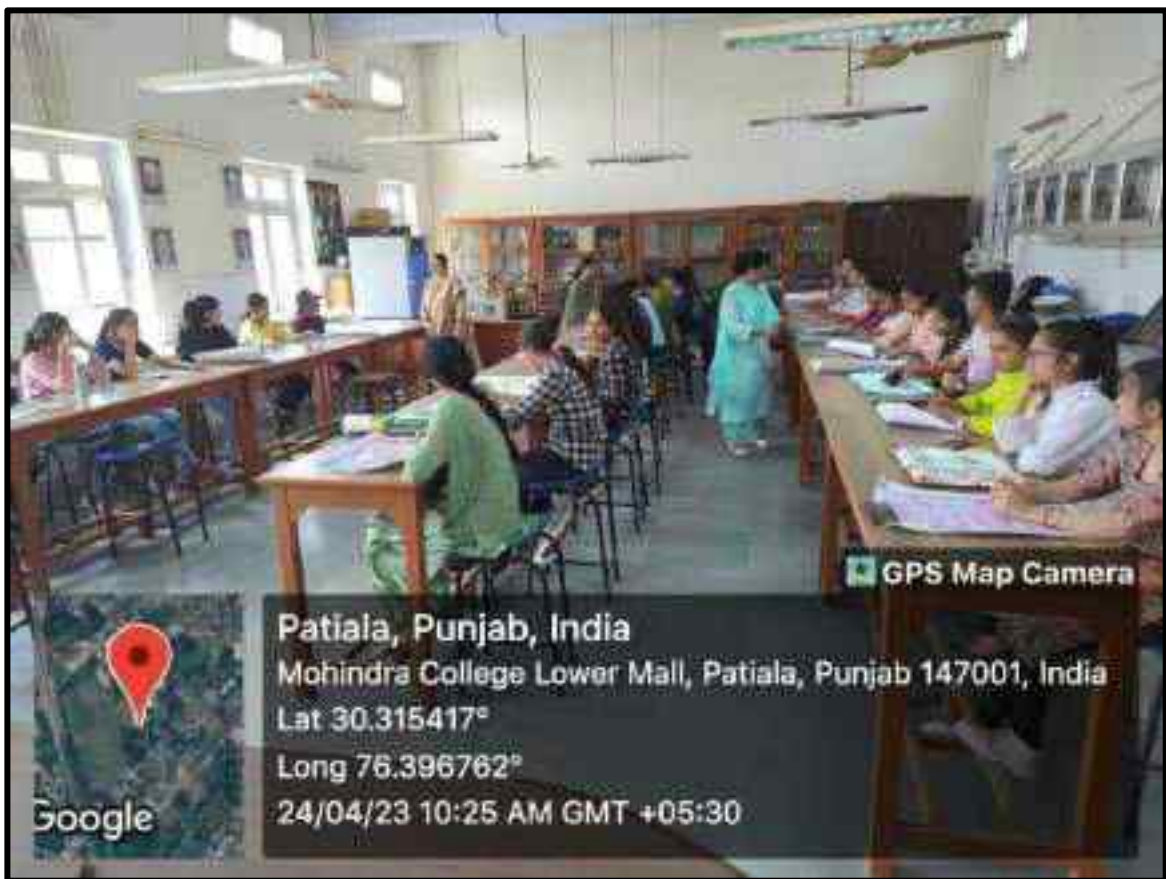 GPS Map Camera
Patiala, Punjab, India
Mohindra College Lower Mall, Patiala, Punjab 147001, India
Lat 30.315417°
Long 76.396762°
24/04/23 10:25 AM GMT +05:30
Google